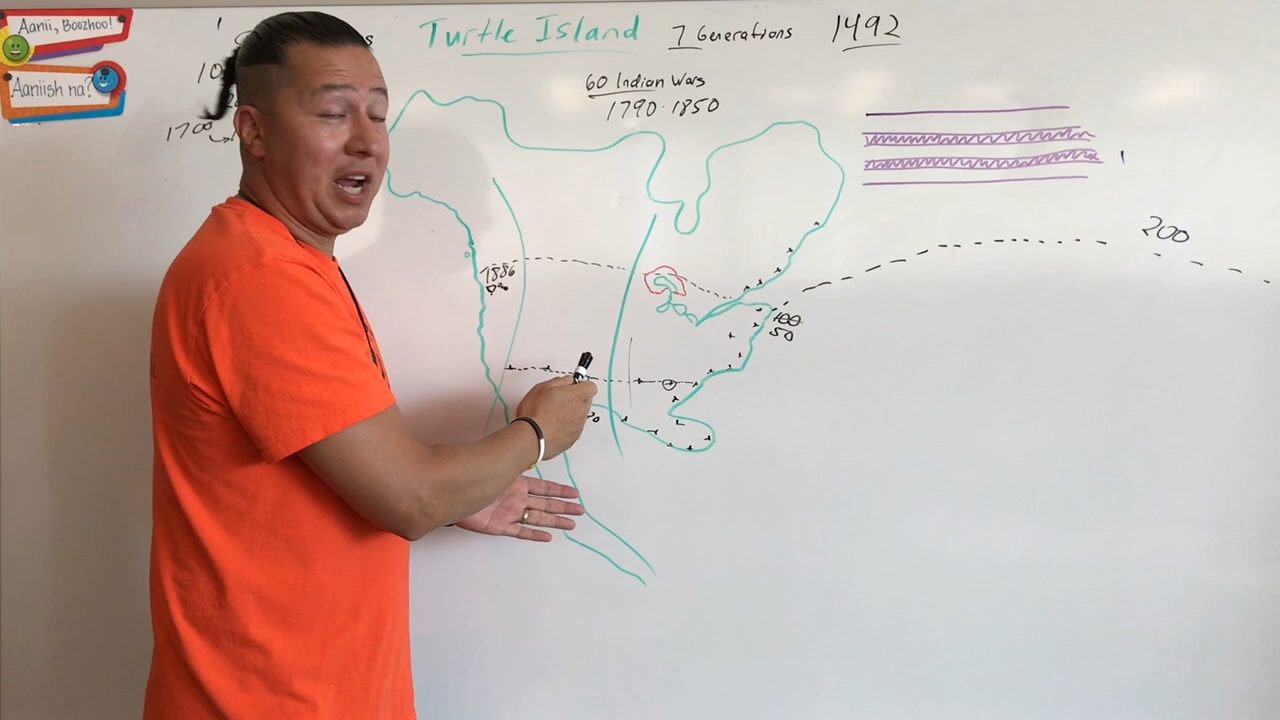 Aanii, Boozhoo!
Aaniish na?
Turtle Island
7 Generations
1492
60 Indian Wars
1790-1850
1700
200
1886
100
50